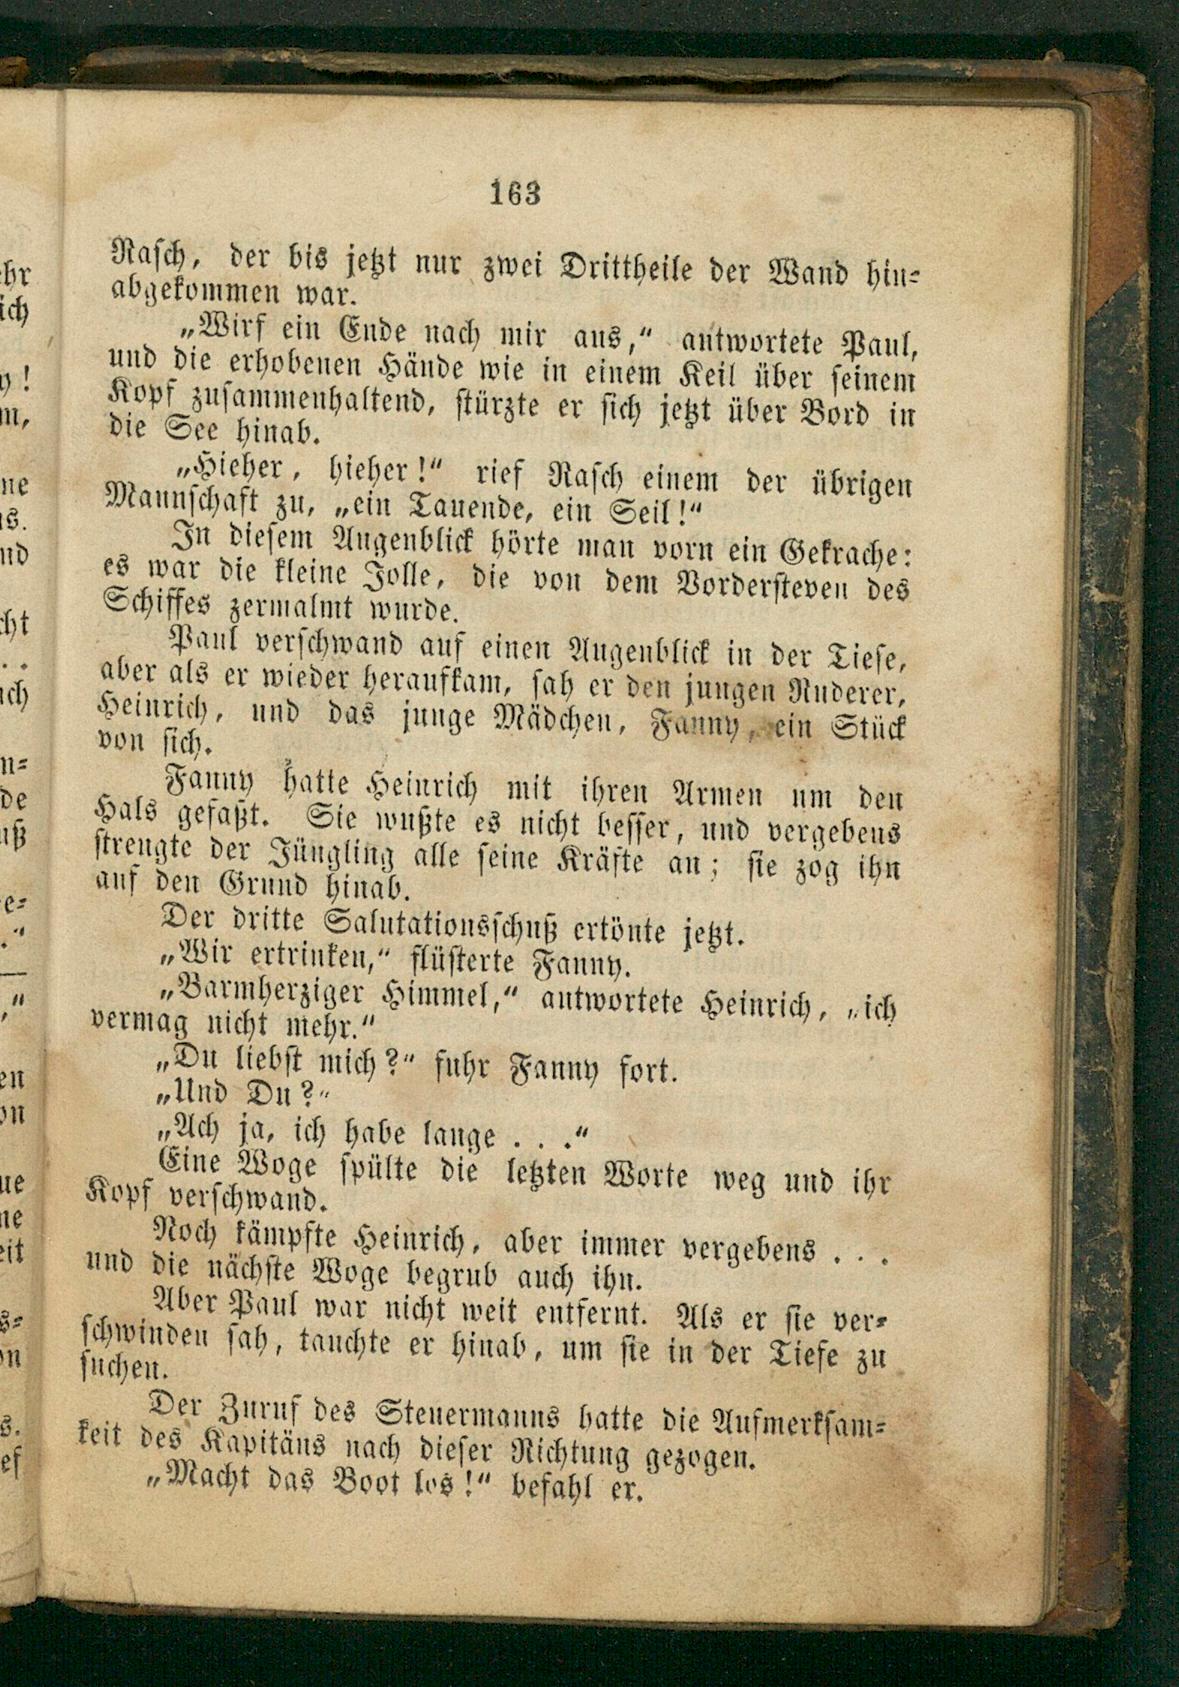 163
Rasch, der bis jetzt nur zwei Drittheile der Wand hin-
abgekommen war.
„Wirf ein Ende nach mir aus,“ antwortete Paul,
und die erhobenen Hände wie in einem Keil über seinem
Kopf zusammenhaltend, stürzte er sich jetzt über Bord in
die See hinab.
„Hieher, hieher!“ rief Rasch einem der übrigen
Mannschaft zu, „ein Tauende, ein Seil!“
In diesem Augenblick hörte man vorn ein Gekrache:
es war die kleine Jolle, die von dem Vordersteven des
Schiffes zermalmt wurde.
Paul verschwand auf einen Augenblick in der Tiefe,
aber als er wieder heraufkam, sah er den jungen Ruderer,
Heinrich, und das junge Mädchen, Fanny, ein Stück
von sich.
Fanny hatte Heinrich mit ihren Armen um den
Hals gefaßt. Sie wußte es nicht besser, und vergebens
strengte der Jüngling alle seine Kräfte an; sie zog ihn
auf den Grund hinab.
Der dritte Salutationsschuß ertönte jetzt.
„Wir ertrinken,“ flüsterte Fanny.
„Barmherziger Himmel,“ antwortete Heinrich, „ich
vermag nicht mehr.“
„Du liebst mich?“ fuhr Fanny fort.
„Und Du?“
„Ach ja, ich habe lange . . .“
Eine Woge spülte die letzten Worte weg und ihr
Kopf verschwand.
Noch kämpfte Heinrich, aber immer vergebens . . .
und die nächste Woge begrub auch ihn.
Aber Paul war nicht weit entfernt. Als er sie ver-
schwinden sah, tauchte er hinab, um sie in der Tiefe zu
suchen.
Der Zuruf des Steuermanns hatte die Aufmerksam-
keit des Kapitäns nach dieser Richtung gezogen.
„Macht das Boot los!“ befahl er.